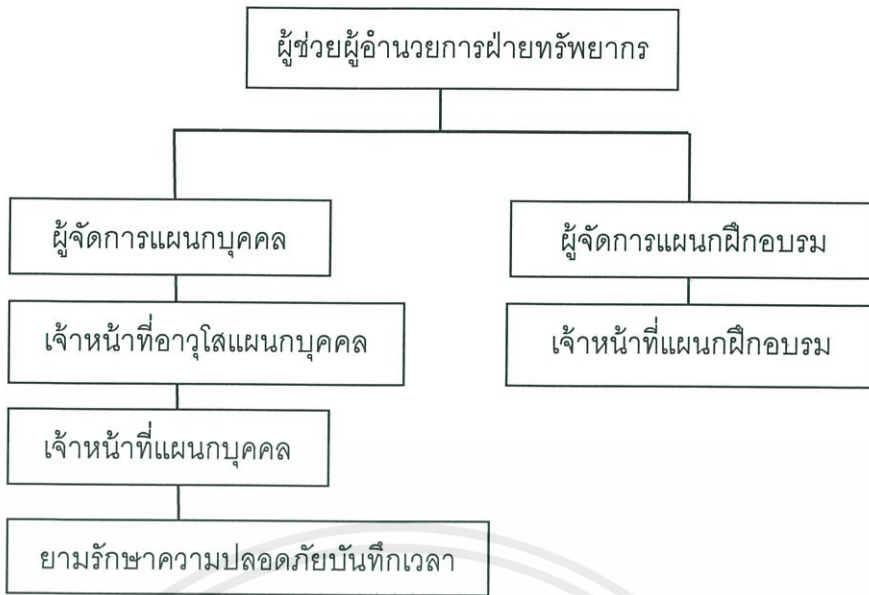 ผู้ช่วยผู้อำนวยการฝ่ายทรัพยากร
ผู้จัดการแผนกบุคคล
ผู้จัดการแผนกฝึกอบรม
เจ้าหน้าที่อาวุโสแผนกบุคคล
เจ้าหน้าที่แผนกฝึกอบรม
เจ้าหน้าที่แผนกบุคคล
ยามรักษาความปลอดภัยบันทึกเวลา